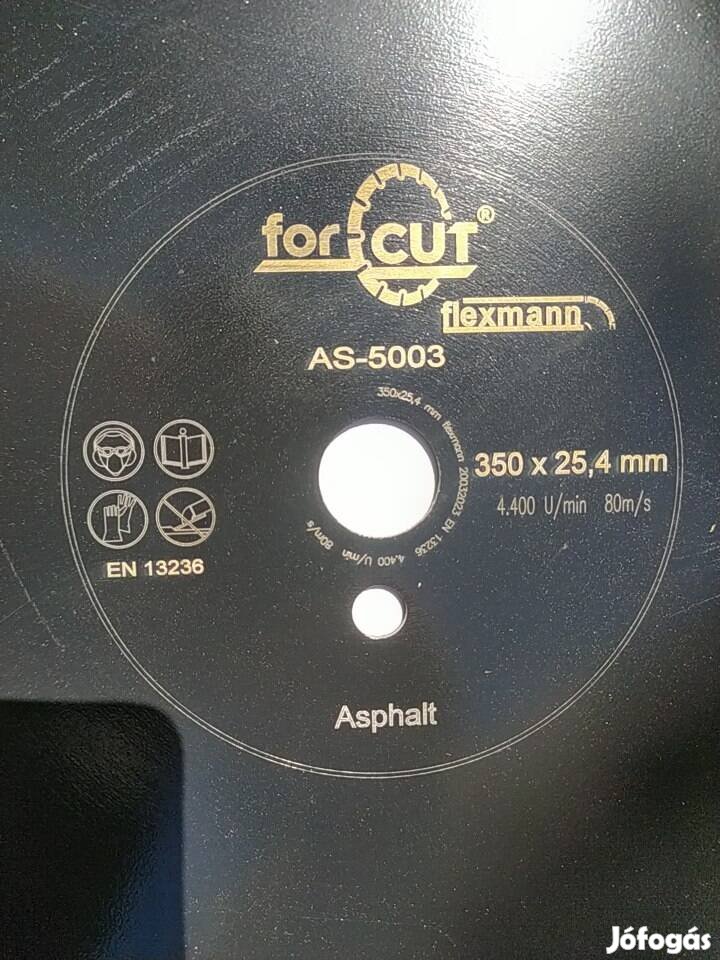 for CUT®
flexmann
AS-5003
350x25,4 mm flexmann 20032023 EN 13236 4.400 U/min 80m/s
350 x 25,4 mm
4.400 U/min 80m/s
EN 13236
Asphalt
Jófogás